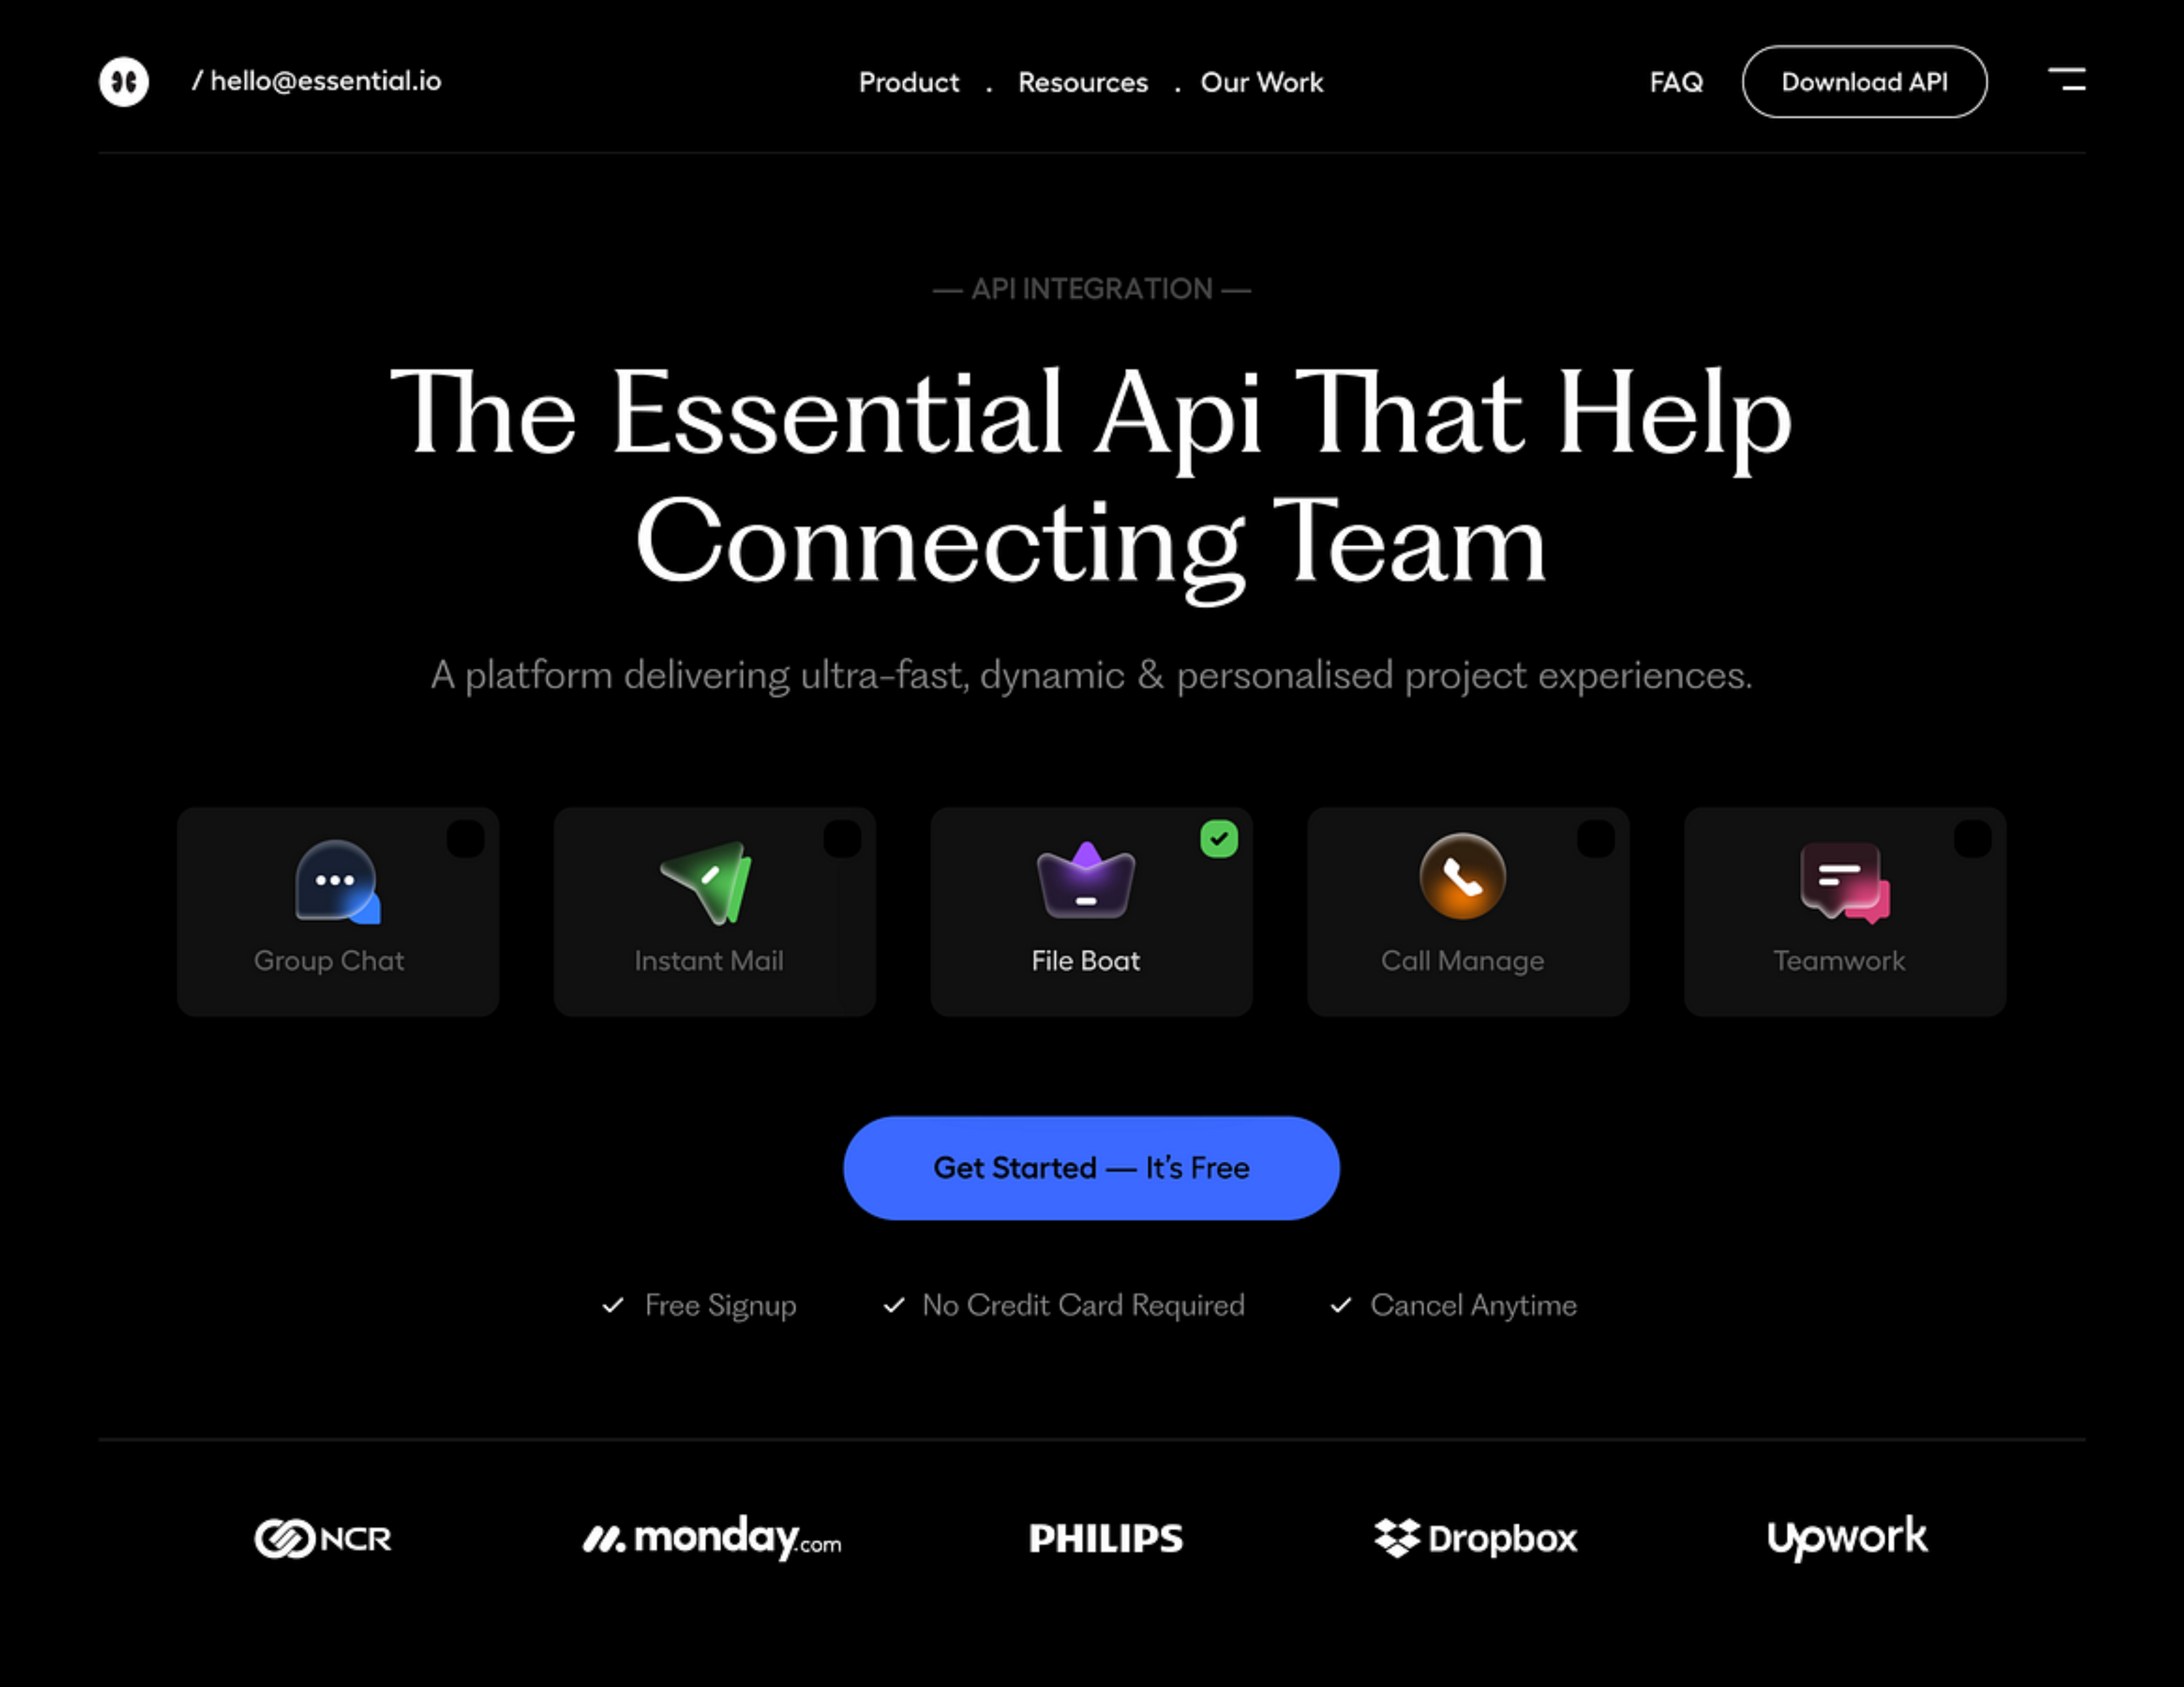 / hello@essential.io
Product . Resources . Our Work
FAQ
Download API
— API INTEGRATION —
The Essential Api That Help
Connecting Team
A platform delivering ultra-fast, dynamic & personalised project experiences.
Group Chat
Instant Mail
File Boat
Call Manage
Teamwork
Get Started — It’s Free
Free Signup
No Credit Card Required
Cancel Anytime
NCR
monday.com
PHILIPS
Dropbox
upwork